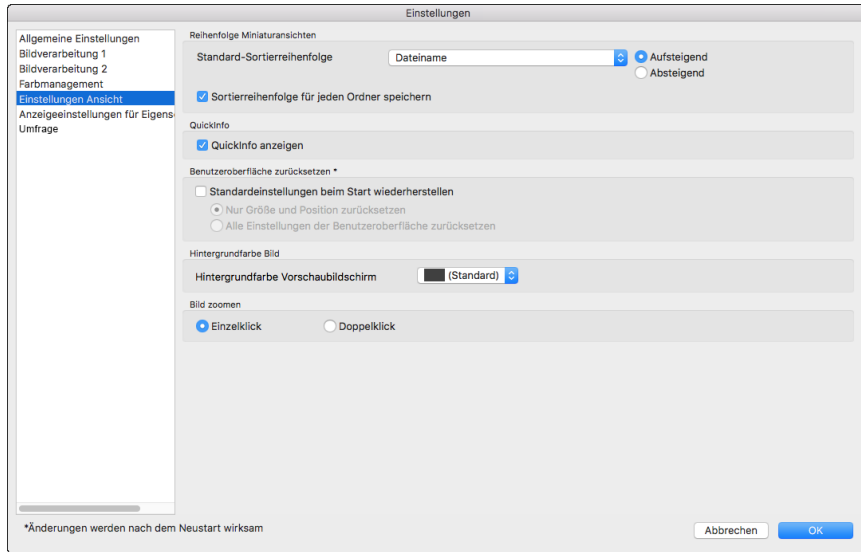 Einstellungen
Allgemeine Einstellungen
Bildverarbeitung 1
Bildverarbeitung 2
Farbmanagement
Einstellungen Ansicht
Anzeigeeinstellungen für Eigens
Umfrage
Reihenfolge Miniaturansichten
Standard-Sortierreihenfolge Dateiname Aufsteigend
Absteigend
Sortierreihenfolge für jeden Ordner speichern
QuickInfo
QuickInfo anzeigen
Benutzeroberfläche zurücksetzen *
Standardeinstellungen beim Start wiederherstellen
Nur Größe und Position zurücksetzen
Alle Einstellungen der Benutzeroberfläche zurücksetzen
Hintergrundfarbe Bild
Hintergrundfarbe Vorschaubildschirm (Standard)
Bild zoomen
Einzelklick Doppelklick
*Änderungen werden nach dem Neustart wirksam
Abbrechen OK